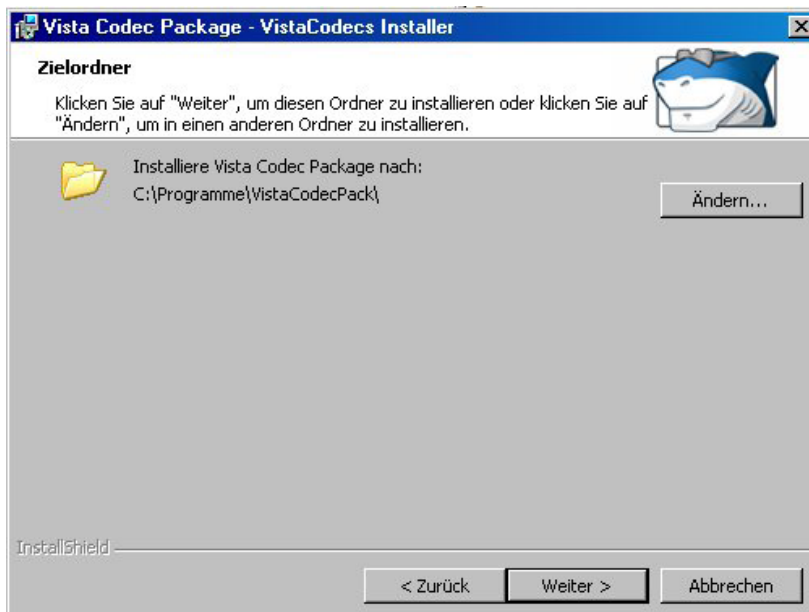 Vista Codec Package - VistaCodecs Installer
Zielordner
Klicken Sie auf "Weiter", um diesen Ordner zu installieren oder klicken Sie auf
"Ändern", um in einen anderen Ordner zu installieren.
Installiere Vista Codec Package nach:
C:\Programme\VistaCodecPack\
Ändern...
InstallShield
< Zurück
Weiter >
Abbrechen